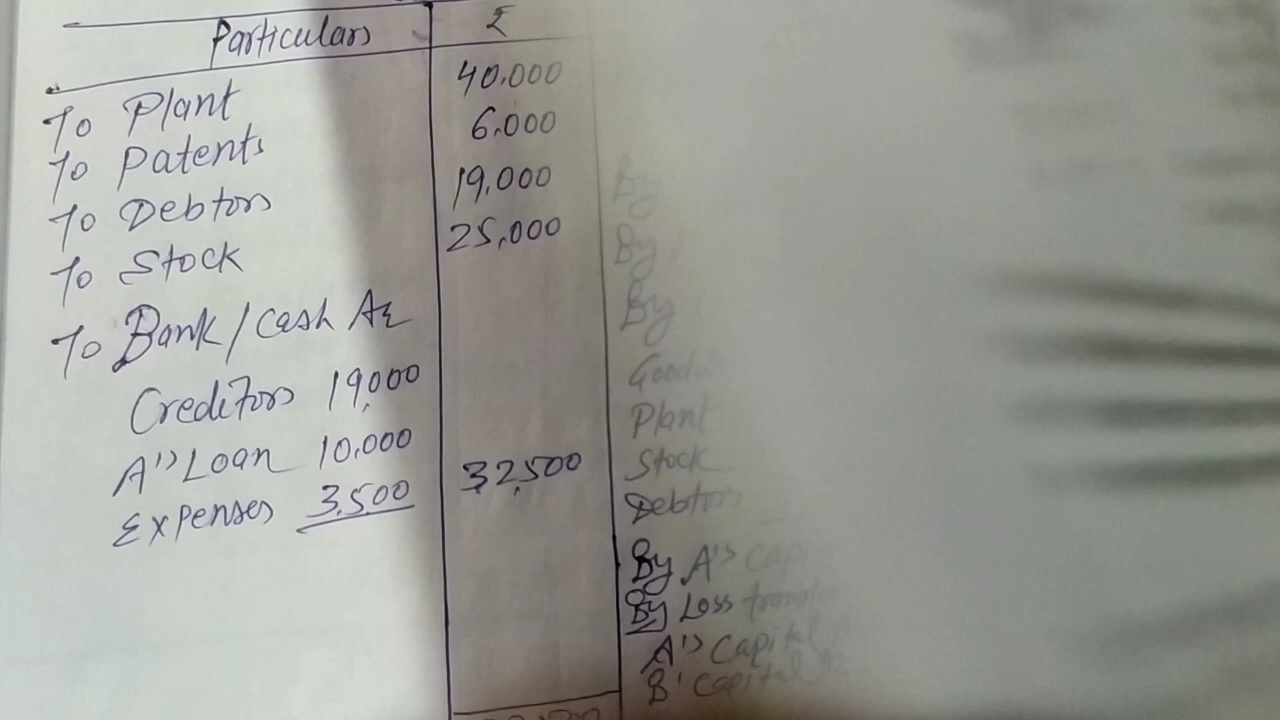 Particulars ₹
To Plant 40,000
To Patents 6,000
To Debtors 19,000
To Stock 25,000
To Bank/Cash A/c
Creditors 19,000
A's Loan 10,000
Expenses 3,500 32,500
By
By
By
Plant
Stock
Debtors
By A's
By Loss
A's Capital
B' Capital